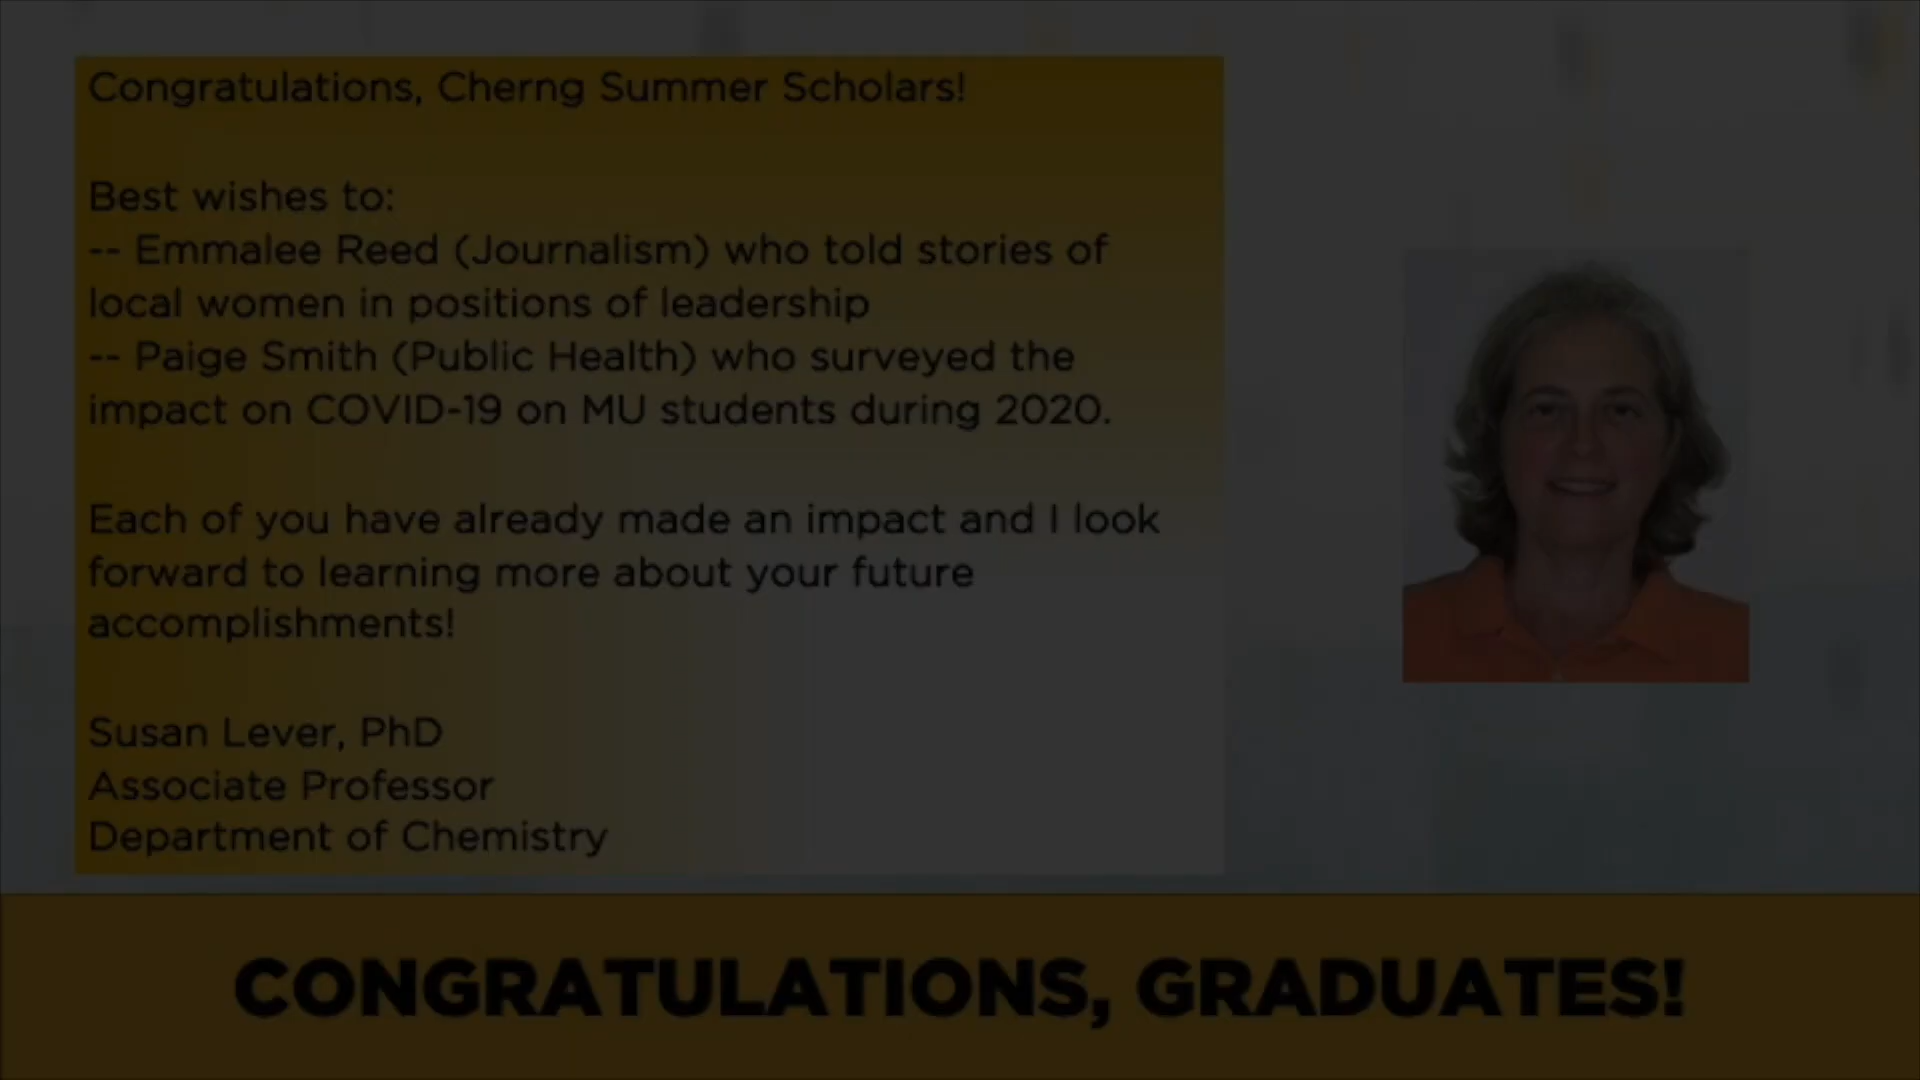 Congratulations, Cherng Summer Scholars!
Best wishes to:
-- Emmalee Reed (Journalism) who told stories of
local women in positions of leadership
-- Paige Smith (Public Health) who surveyed the
impact on COVID-19 on MU students during 2020.
Each of you have already made an impact and I look
forward to learning more about your future
accomplishments!
Susan Lever, PhD
Associate Professor
Department of Chemistry
CONGRATULATIONS, GRADUATES!